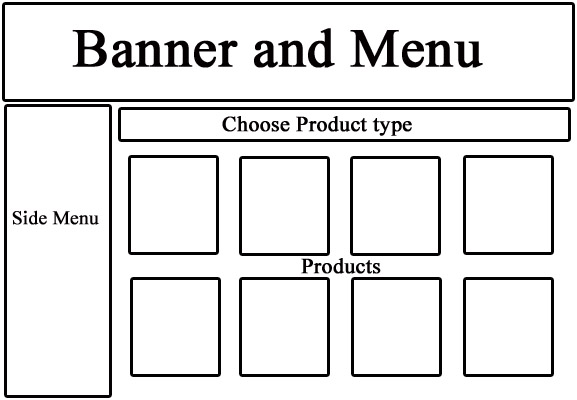 Banner and Menu
Choose Product type
Side Menu
Products